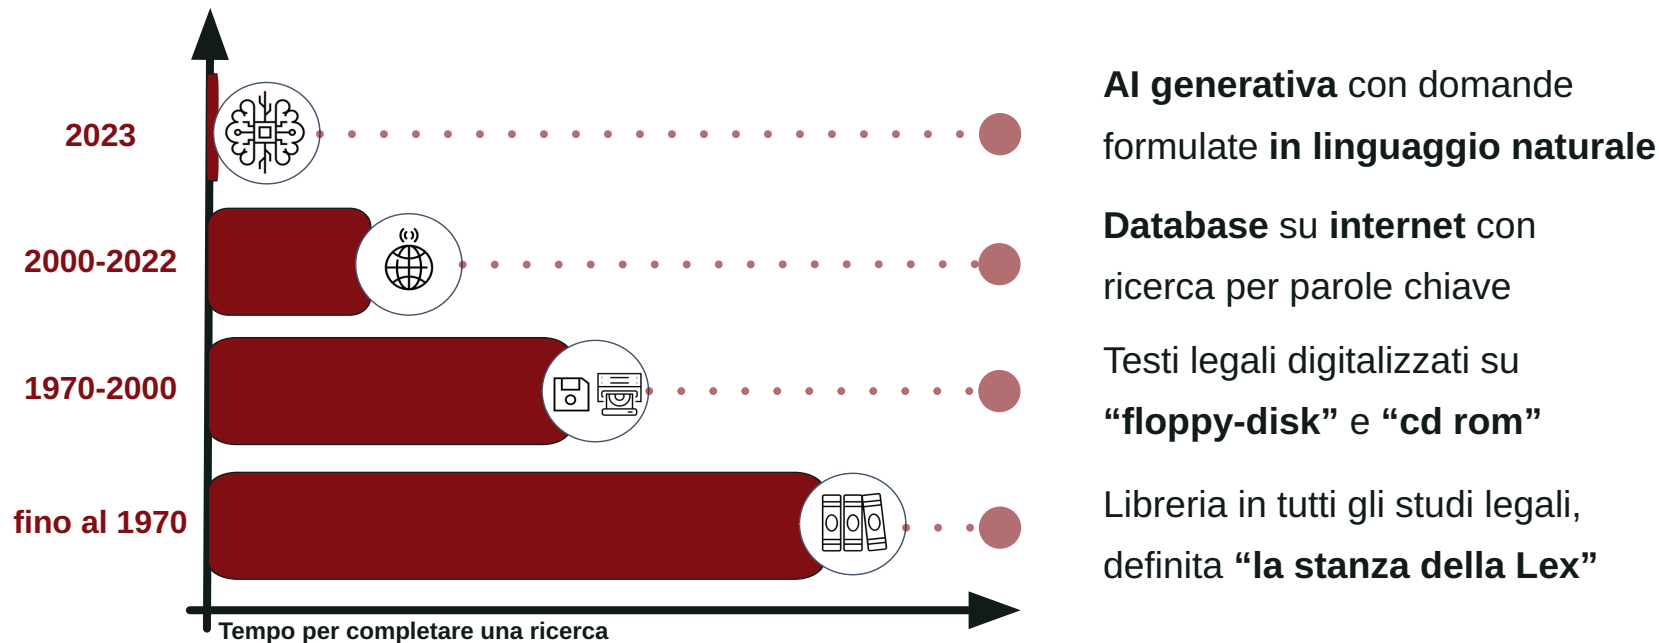 2023
AI generativa con domande
formulate in linguaggio naturale
2000-2022
Database su internet con
ricerca per parole chiave
1970-2000
Testi legali digitalizzati su
“floppy-disk” e “cd rom”
fino al 1970
Libreria in tutti gli studi legali,
definita “la stanza della Lex”
Tempo per completare una ricerca